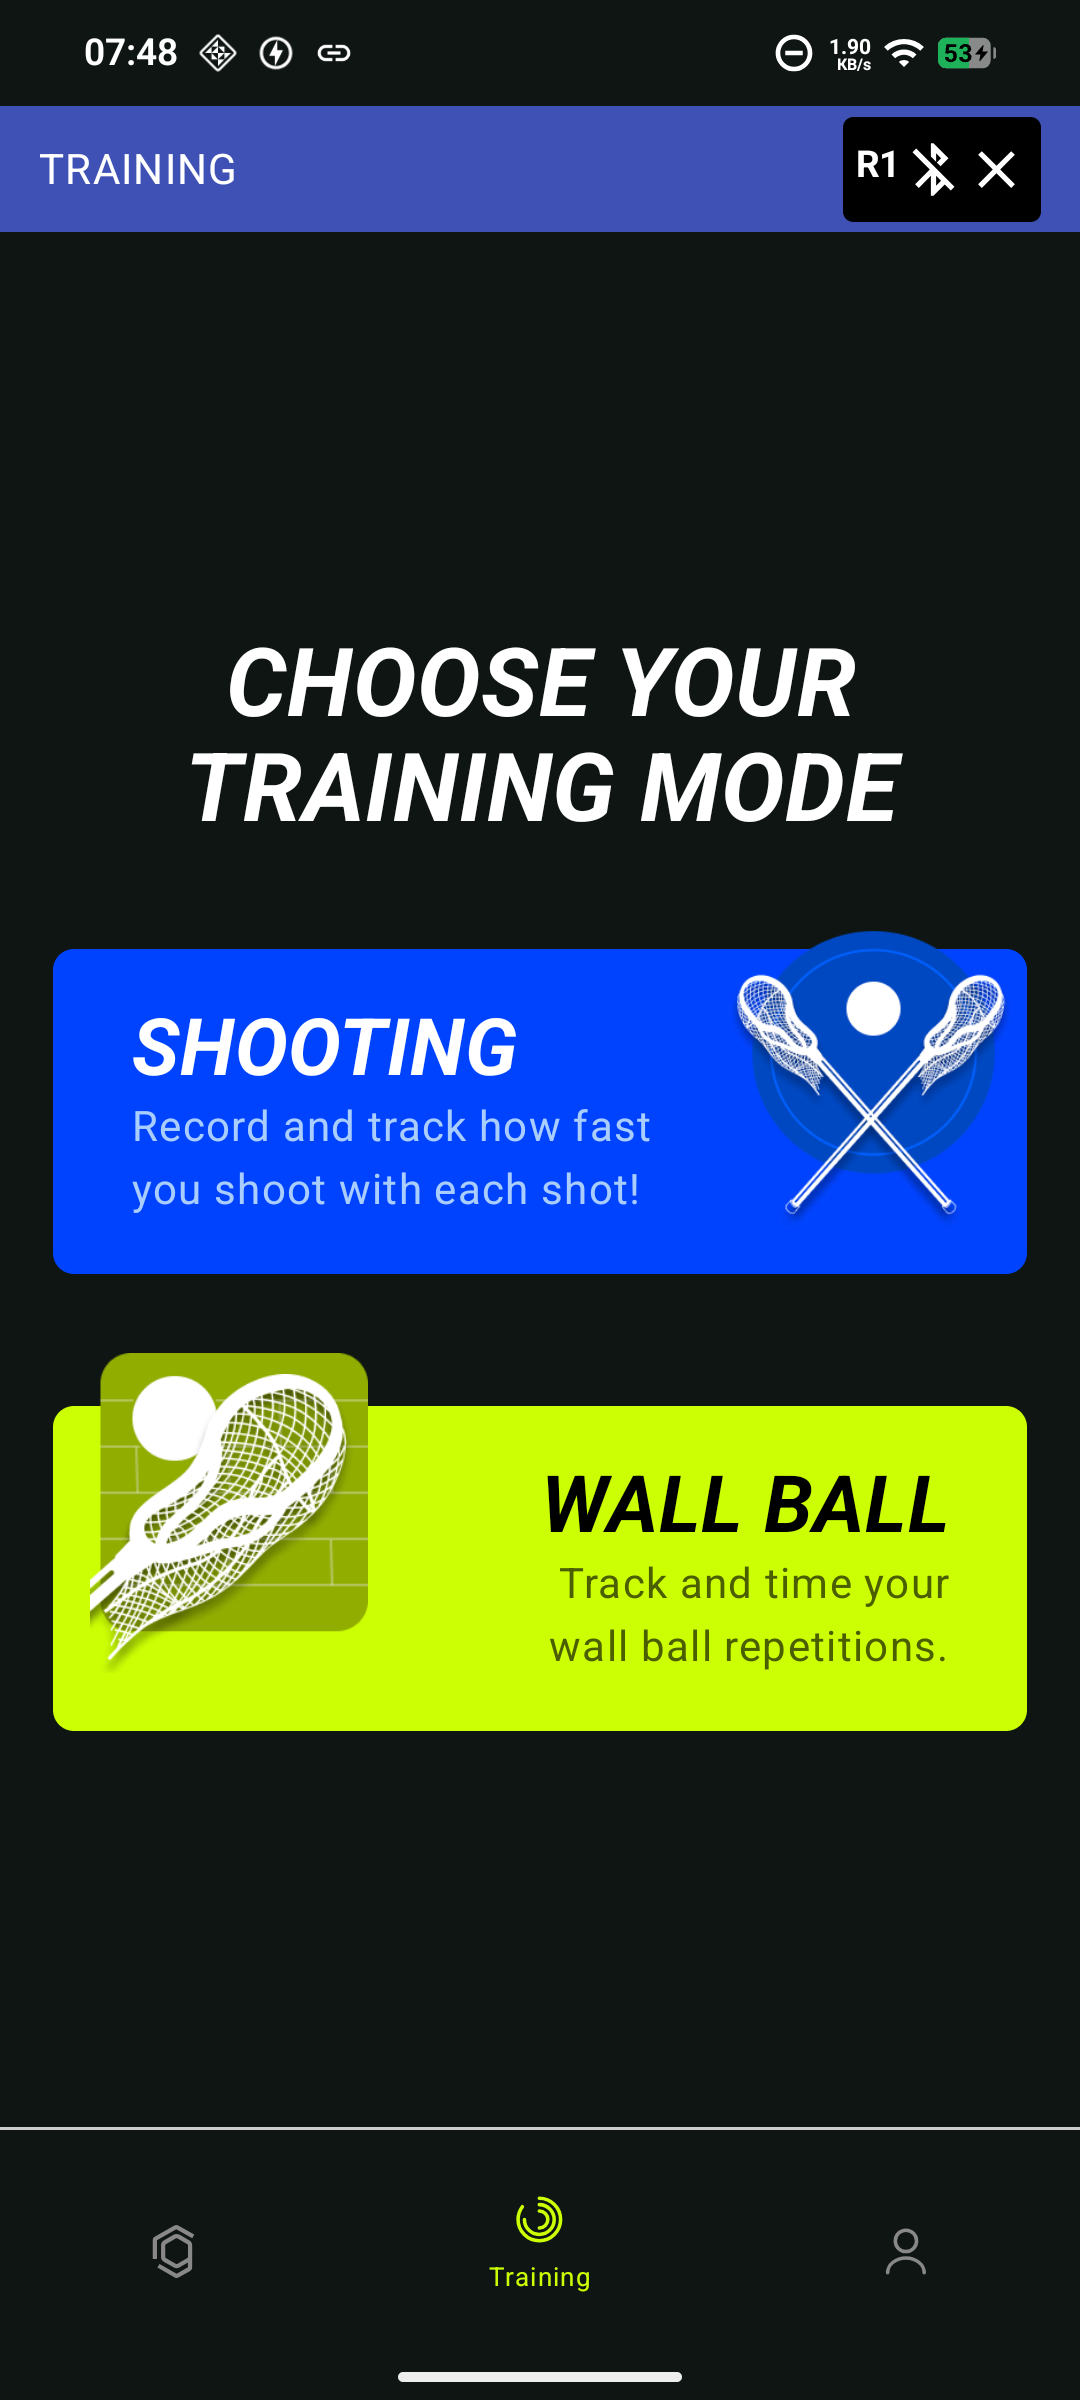 07:48
1.90
KB/s
53
TRAINING
R1
CHOOSE YOUR
TRAINING MODE
SHOOTING
Record and track how fast
you shoot with each shot!
WALL BALL
Track and time your
wall ball repetitions.
Training